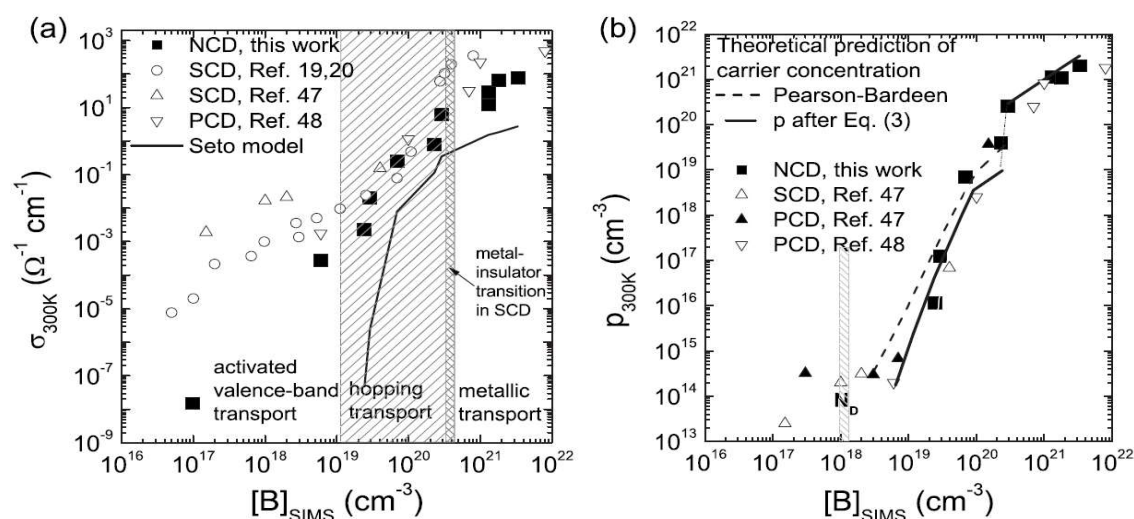 (a)
10³
10¹
10⁻¹
10⁻³
10⁻⁵
10⁻⁷
10⁻⁹
σ300K (Ω⁻¹ cm⁻¹)
NCD, this work
SCD, Ref. 19,20
SCD, Ref. 47
PCD, Ref. 48
Seto model
metal-
insulator
transition
in SCD
activated
valence-band
transport
hopping
transport
metallic transport
10¹⁶ 10¹⁷ 10¹⁸ 10¹⁹ 10²⁰ 10²¹ 10²²
[B]SIMS (cm⁻³)
(b)
10²²
10²¹
10²⁰
10¹⁹
10¹⁸
10¹⁷
10¹⁶
10¹⁵
10¹⁴
10¹³
p300K (cm⁻³)
Theoretical prediction of
carrier concentration
Pearson-Bardeen
p after Eq. (3)
NCD, this work
SCD, Ref. 47
PCD, Ref. 47
PCD, Ref. 48
ND
10¹⁶ 10¹⁷ 10¹⁸ 10¹⁹ 10²⁰ 10²¹ 10²²
[B]SIMS (cm⁻³)